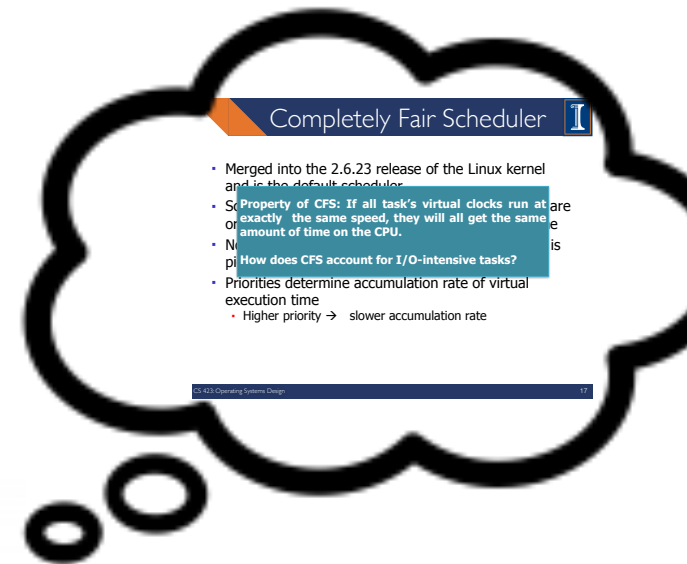 Completely Fair Scheduler
I
▪ Merged into the 2.6.23 release of the Linux kernel
and is the default scheduler
Property of CFS: If all task's virtual clocks run at
exactly the same speed, they will all get the same
amount of time on the CPU.
How does CFS account for I/O-intensive tasks?
are
is
▪ Priorities determine accumulation rate of virtual
execution time
• Higher priority → slower accumulation rate
CS 423: Operating Systems Design
17